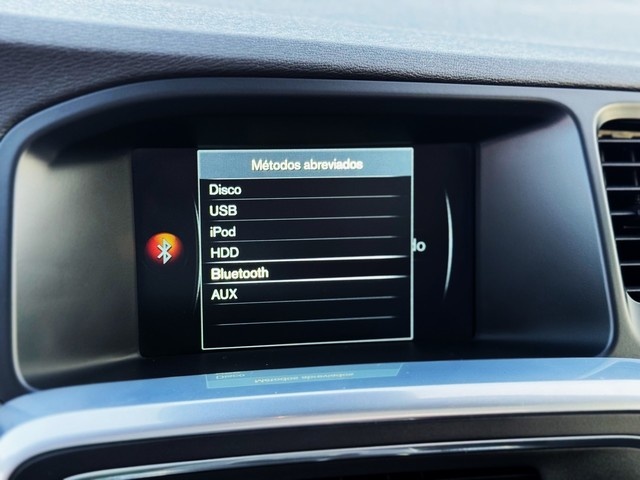 Métodos abreviados
Disco
USB
iPod
HDD
Bluetooth
AUX